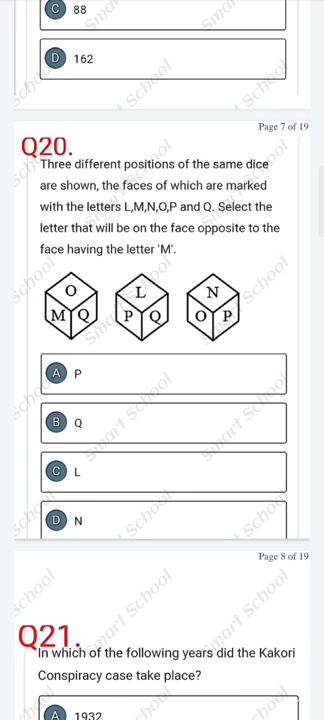 C 88
D 162
Page 7 of 19
Q20.
Three different positions of the same dice
are shown, the faces of which are marked
with the letters L,M,N,O,P and Q. Select the
letter that will be on the face opposite to the
face having the letter 'M'.
O L N
M Q P Q O P
A P
B Q
C L
D N
Page 8 of 19
Q21.
In which of the following years did the Kakori
Conspiracy case take place?
A 1932
Smart School